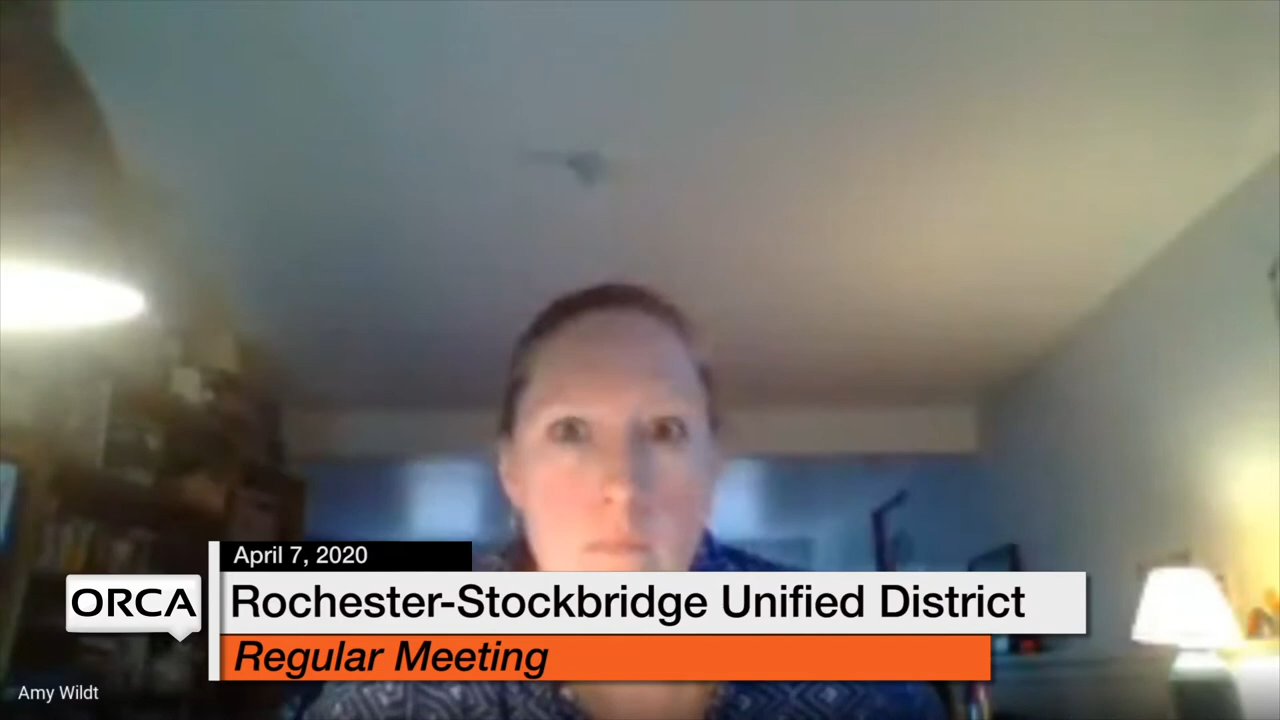 April 7, 2020
ORCA
Rochester-Stockbridge Unified District
Regular Meeting
Amy Wildt